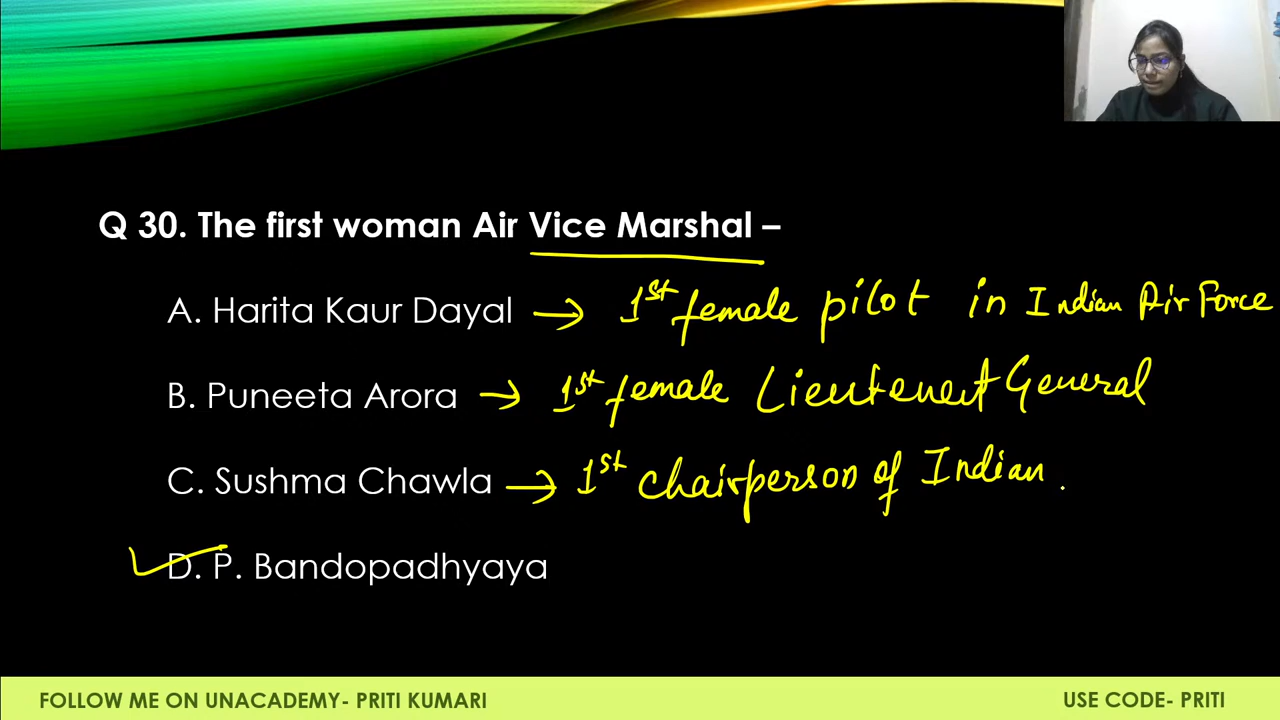 Q 30. The first woman Air Vice Marshal –
A. Harita Kaur Dayal → 1st female pilot in Indian Air Force
B. Puneeta Arora → 1st female Lieutenent General
C. Sushma Chawla → 1st chairperson of Indian .
D. P. Bandopadhyaya
FOLLOW ME ON UNACADEMY- PRITI KUMARI
USE CODE- PRITI